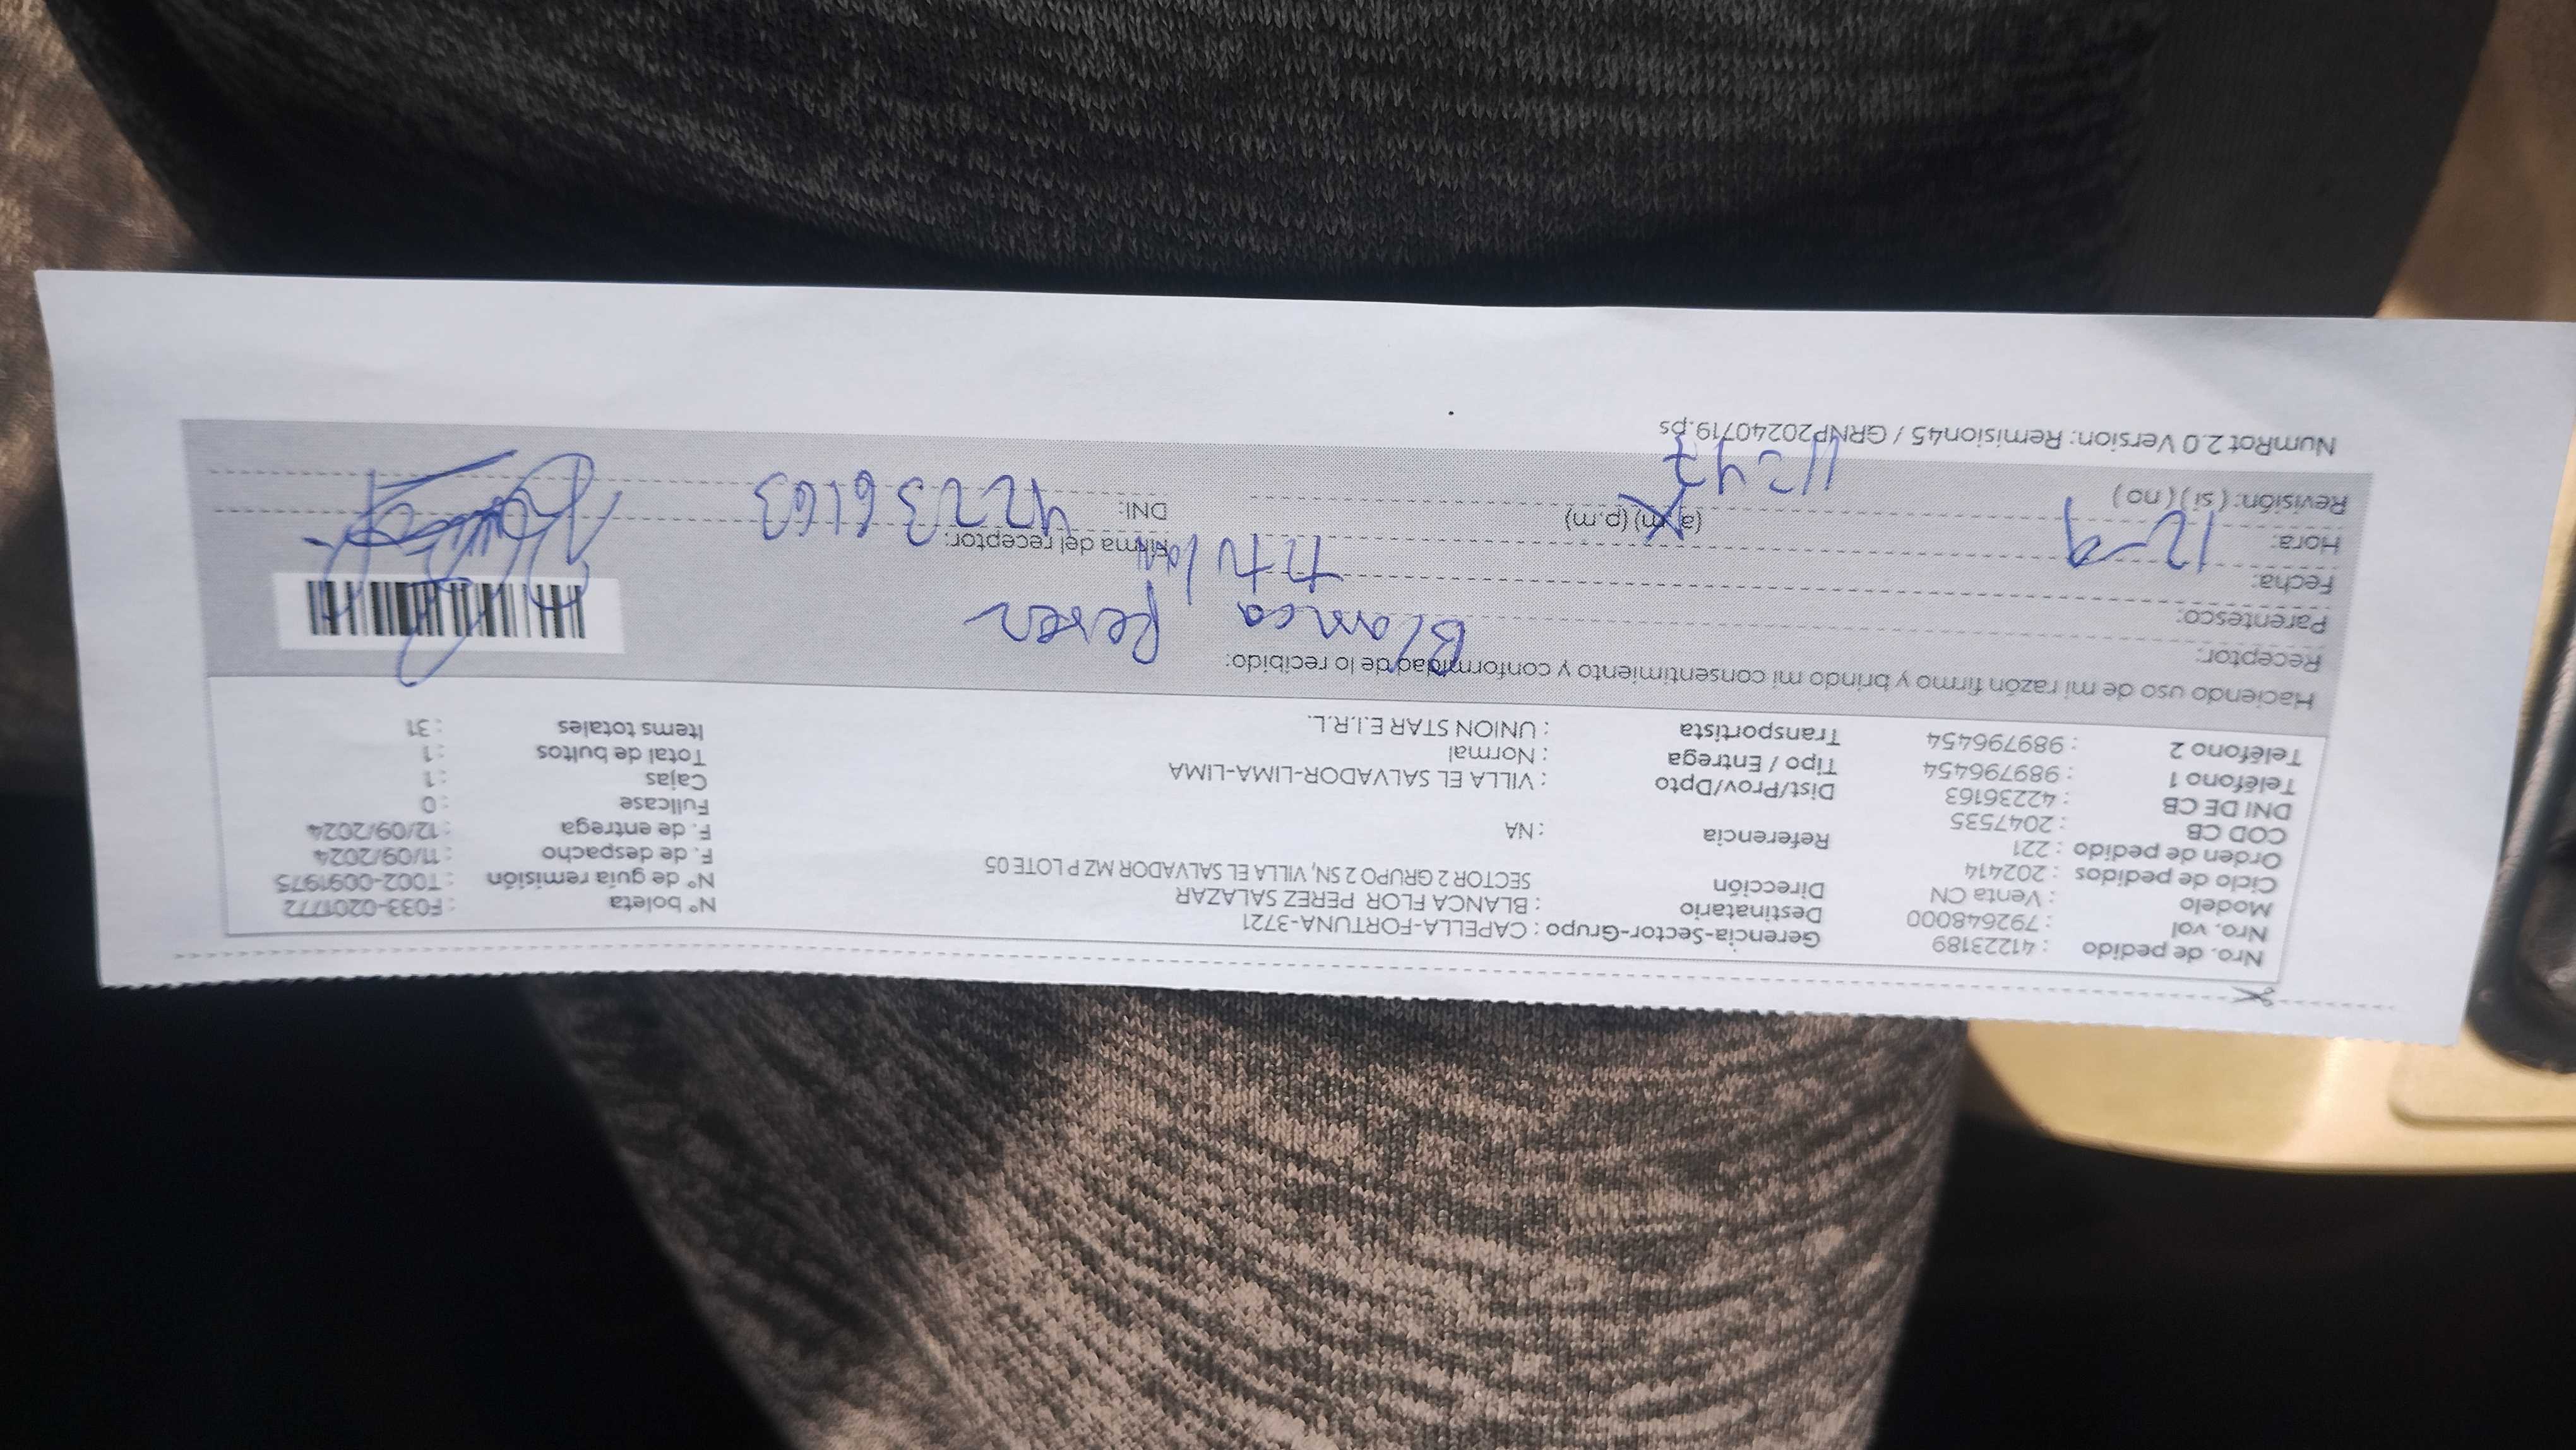 Nro. de pedido : 41223189
Nro. vol : 792648000
Modelo : Venta CN
Ciclo de pedidos : 202414
Orden de pedido : 221
COD CB : 2047535
DNI DE CB : 42236163
Teléfono 1 : 989796454
Teléfono 2 : 989796454
Gerencia-Sector-Grupo : CAPELLA-FORTUNA-3721
Destinatario : BLANCA FLOR PEREZ SALAZAR
Dirección SECTOR 2 GRUPO 2 SN, VILLA EL SALVADOR MZ P LOTE 05
Referencia : NA
Dist/Prov/Dpto : VILLA EL SALVADOR-LIMA-LIMA
Tipo / Entrega : Normal
Transportista : UNION STAR E.I.R.L.
N° boleta : F033-0201772
N° de guia remisión : T002-0091975
F. de despacho : 11/09/2024
F. de entrega : 12/09/2024
Fullcase : 0
Cajas : 1
Total de bultos : 1
Items totales : 31
Haciendo uso de mi razón firmo y brindo mi consentimiento y conformidad de lo recibido:
Receptor: Blanca Perez
Parentesco: titular
Fecha: 12-9
Hora: 11:47 (a.m) (p.m)
Revisión: ( si ) ( no )
Firma del receptor:
DNI: 42236163
NumRot 2.0 Version: Remision45 / GRNP20240719.ps